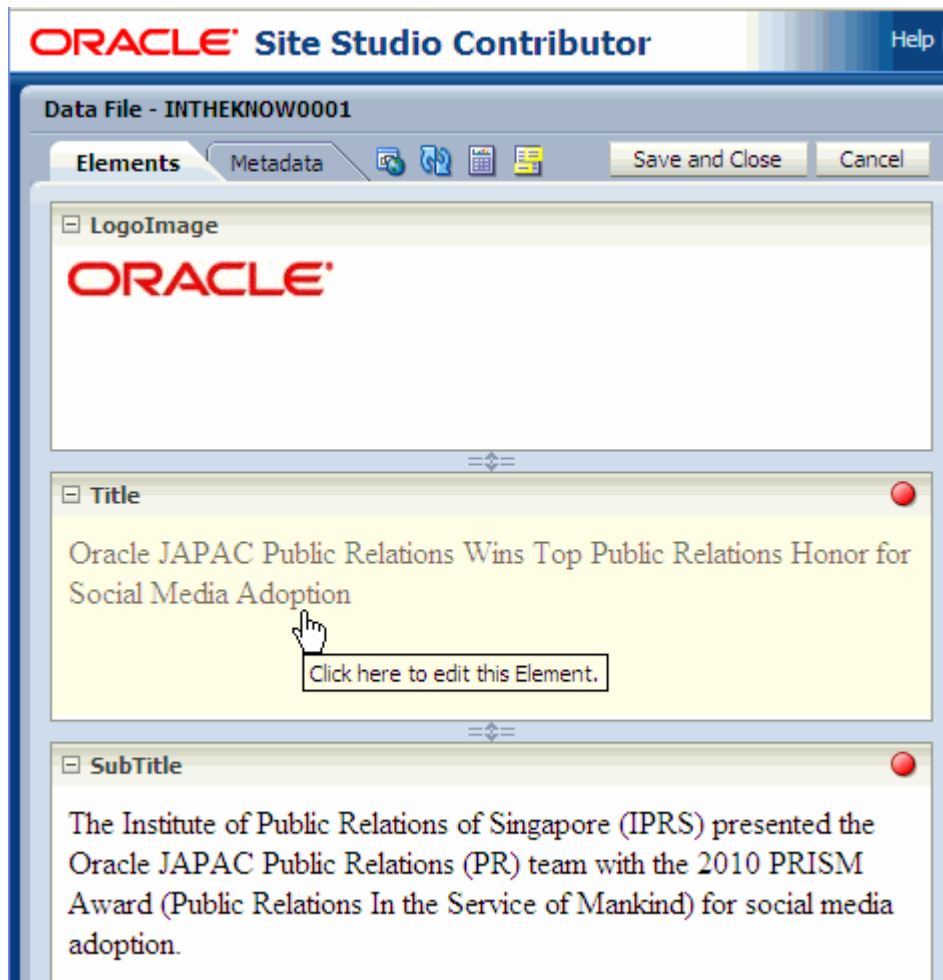 ORACLE Site Studio Contributor Help
Data File - INTHEKNOW0001
Elements Metadata Save and Close Cancel
LogoImage
ORACLE
Title
Oracle JAPAC Public Relations Wins Top Public Relations Honor for
Social Media Adoption
Click here to edit this Element.
SubTitle
The Institute of Public Relations of Singapore (IPRS) presented the
Oracle JAPAC Public Relations (PR) team with the 2010 PRISM
Award (Public Relations In the Service of Mankind) for social media
adoption.